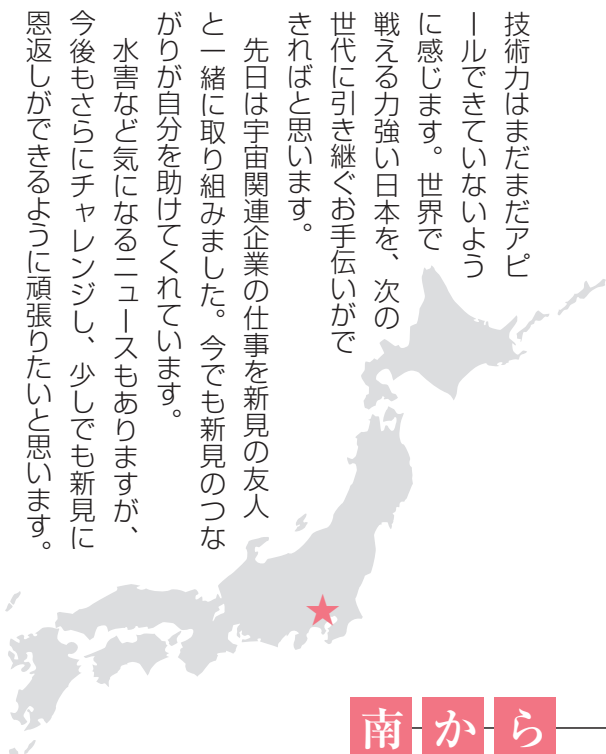 技術力はまだまだアピ
ールできていないよう
に感じます。世界で
戦える力強い日本を、次の
世代に引き継ぐお手伝いがで
きればと思います。
先日は宇宙関連企業の仕事を新見の友人
と一緒に取り組みました。今でも新見のつな
がりが自分を助けてくれています。
水害など気になるニュースもありますが、
今後もさらにチャレンジし、少しでも新見に
恩返しができるように頑張りたいと思います。
南から